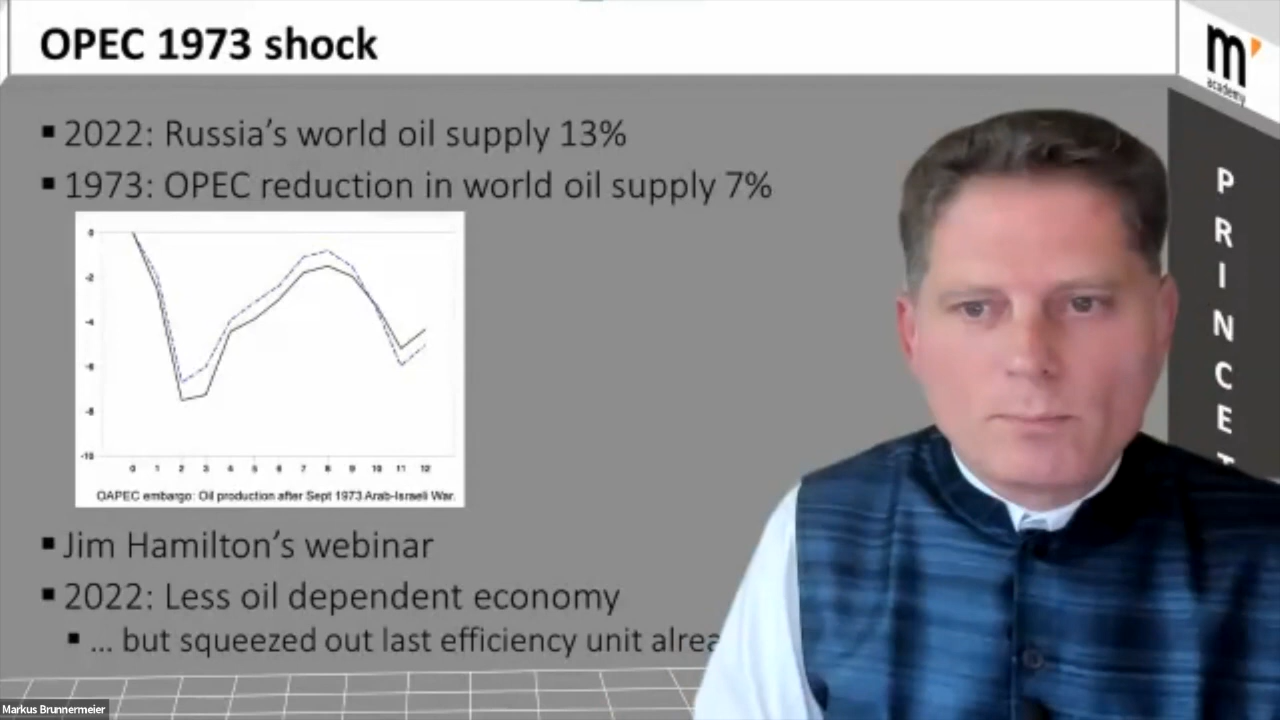 OPEC 1973 shock
m'
academy
▪ 2022: Russia’s world oil supply 13%
▪ 1973: OPEC reduction in world oil supply 7%
0
-2
-4
-6
-8
-10
0 1 2 3 4 5 6 7 8 9 10 11 12
OAPEC embargo: Oil production after Sept 1973 Arab-Israeli War.
▪ Jim Hamilton’s webinar
▪ 2022: Less oil dependent economy
▪ ... but squeezed out last efficiency unit
P
R
I
N
C
E
Markus Brunnermeier